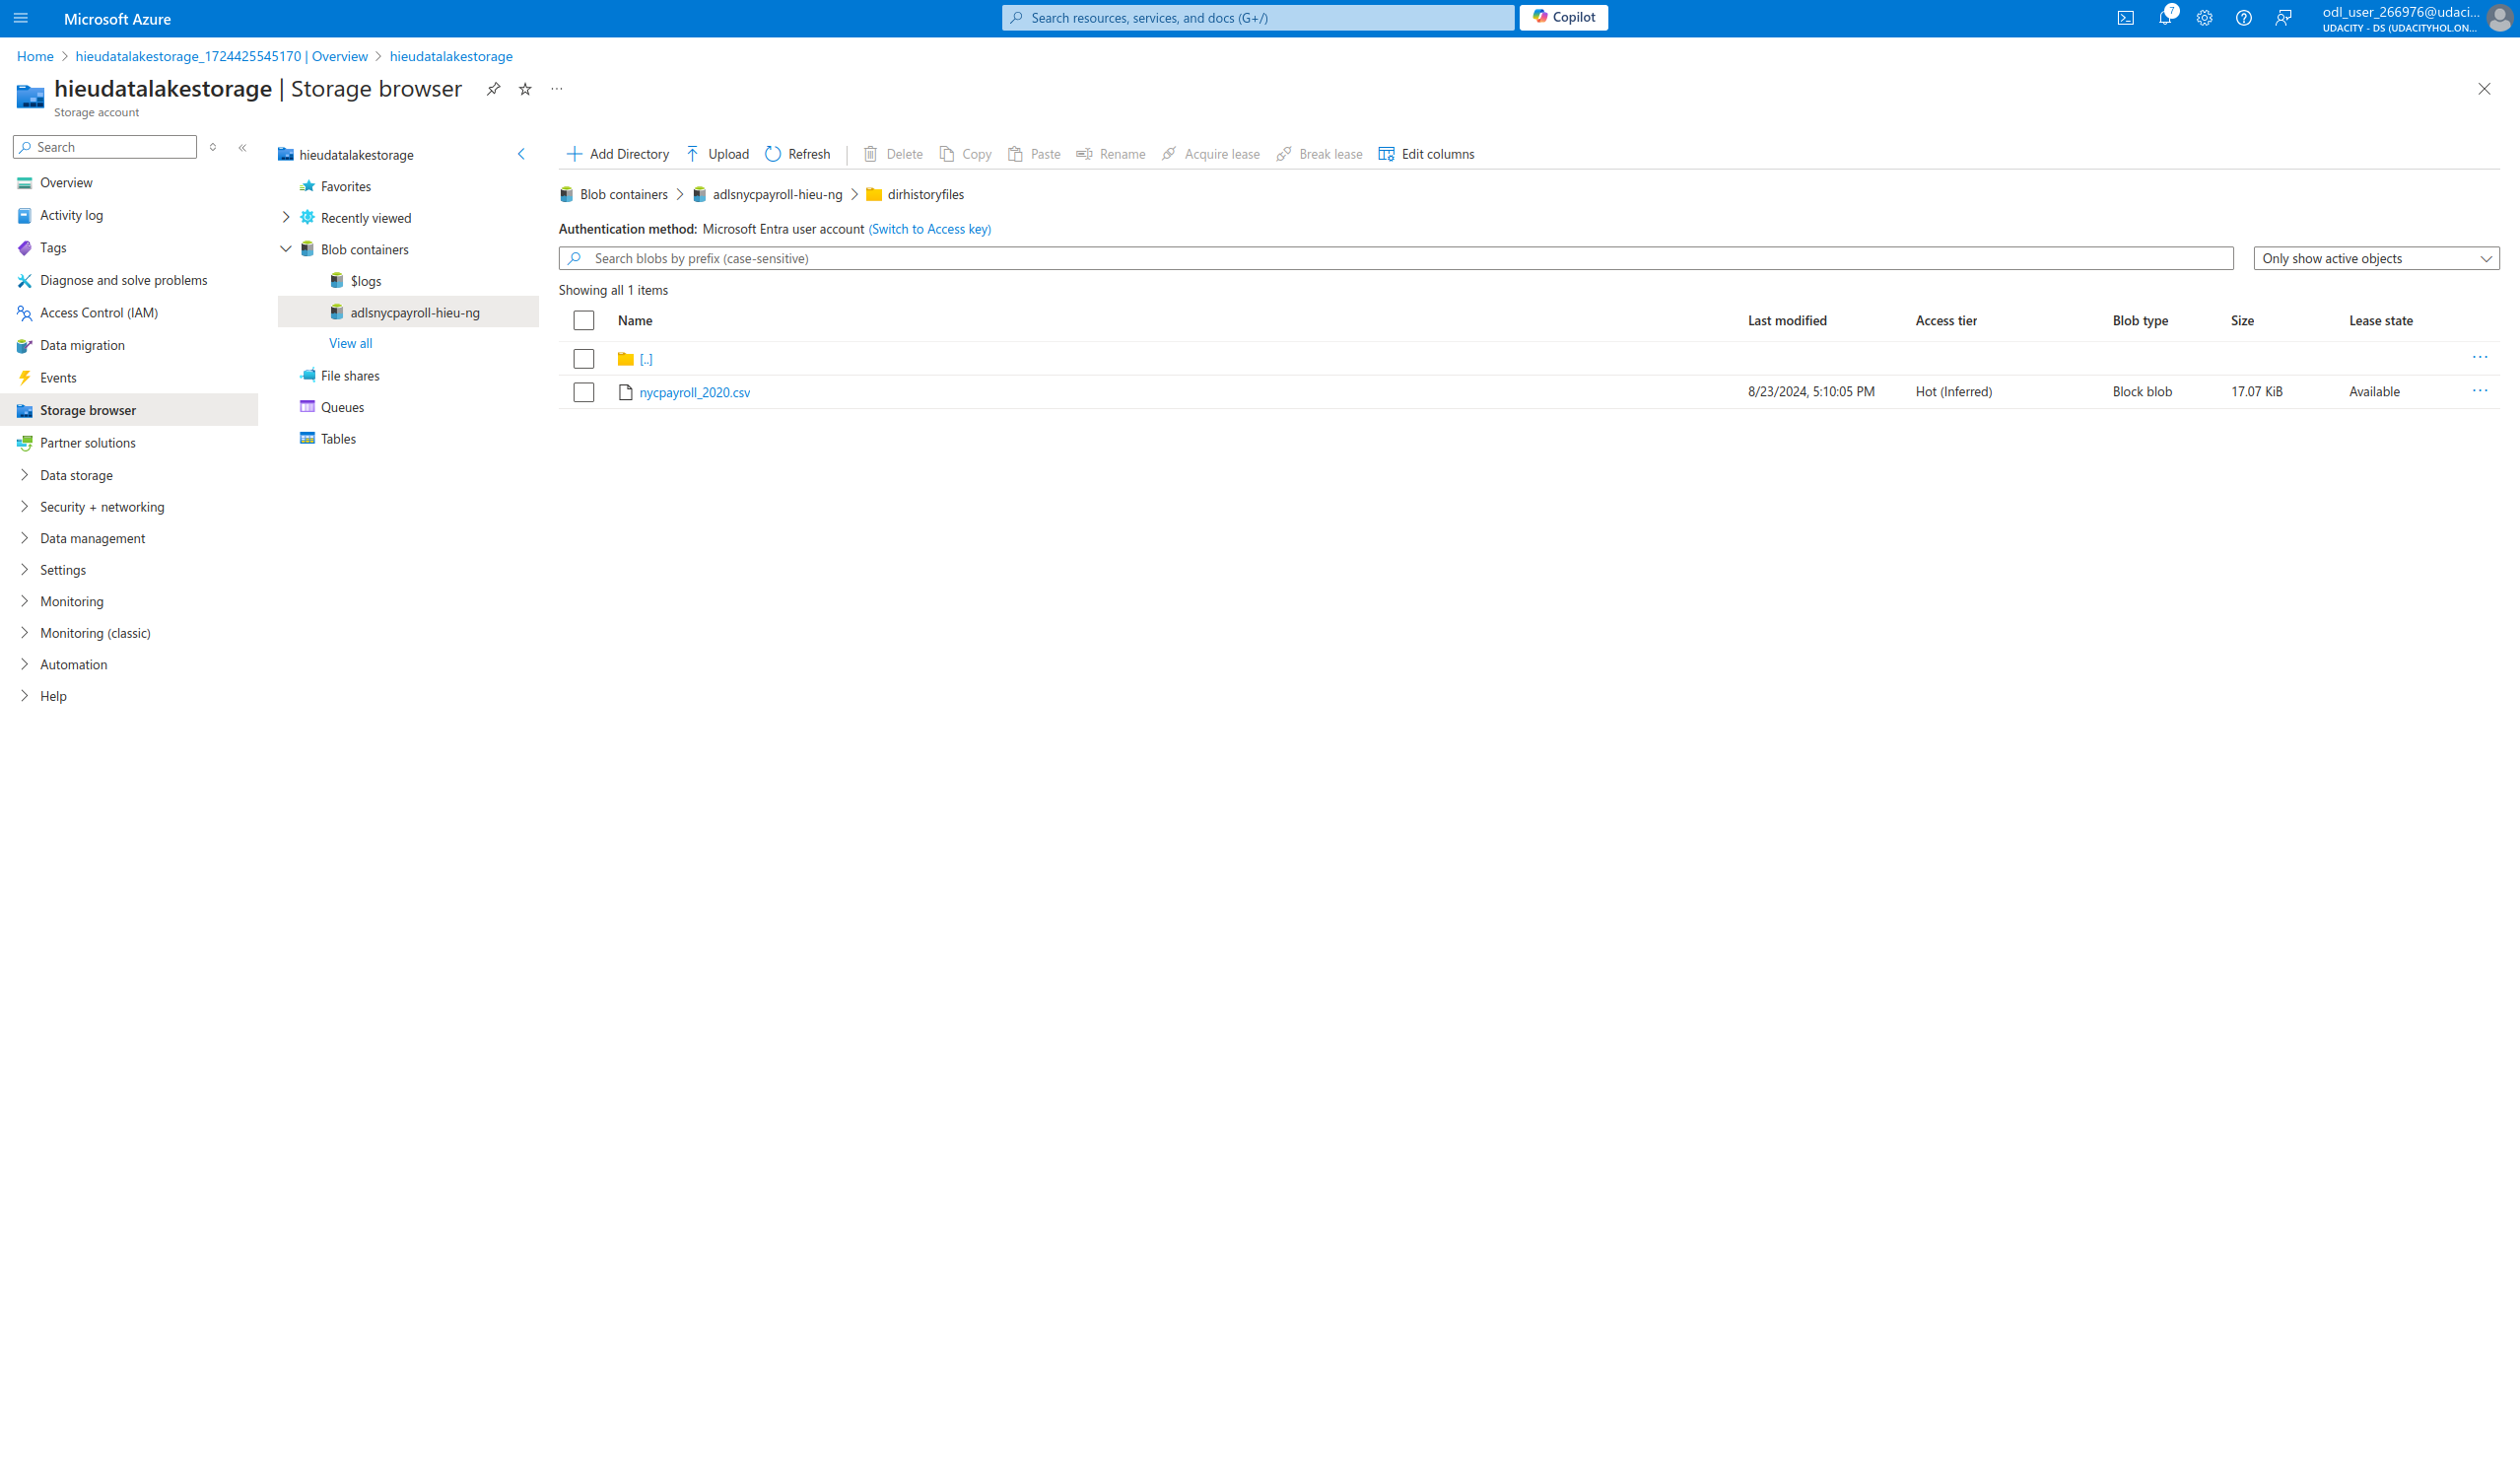 Microsoft Azure
Search resources, services, and docs (G+/)
Copilot
7
odl_user_266976@udaci...
UDACITY - DS (UDACITYHOL.ON...
Home > hieudatalakestorage_1724425545170 | Overview > hieudatalakestorage
hieudatalakestorage | Storage browser
Storage account
Search
Overview
Activity log
Tags
Diagnose and solve problems
Access Control (IAM)
Data migration
Events
Storage browser
Partner solutions
Data storage
Security + networking
Data management
Settings
Monitoring
Monitoring (classic)
Automation
Help
hieudatalakestorage
Favorites
Recently viewed
Blob containers
$logs
adlsnycpayroll-hieu-ng
View all
File shares
Queues
Tables
Add Directory Upload Refresh Delete Copy Paste Rename Acquire lease Break lease Edit columns
Blob containers > adlsnycpayroll-hieu-ng > dirhistoryfiles
Authentication method: Microsoft Entra user account (Switch to Access key)
Search blobs by prefix (case-sensitive)
Only show active objects
Showing all 1 items
Name Last modified Access tier Blob type Size Lease state
[..]
nycpayroll_2020.csv 8/23/2024, 5:10:05 PM Hot (Inferred) Block blob 17.07 KiB Available